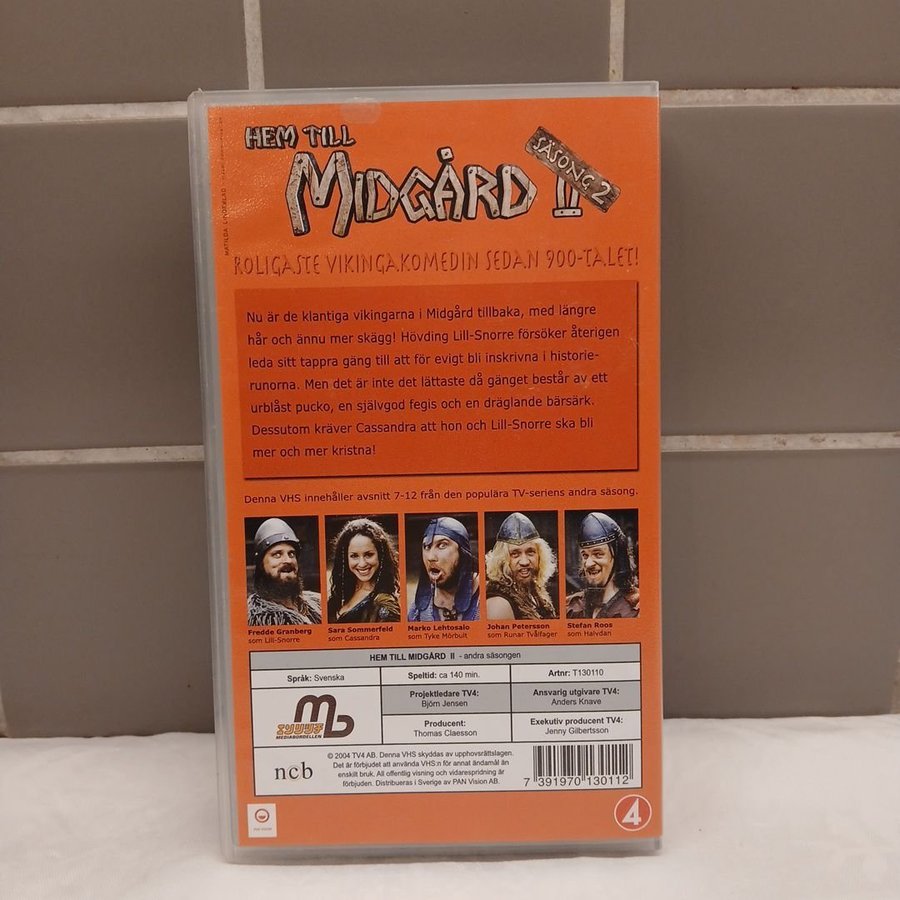 HEM TILL
MIDGÅRD II
SÄSONG 2
ROLIGASTE VIKINGAKOMEDIN SEDAN 900-TALET!
Nu är de klantiga vikingarna i Midgård tillbaka, med längre
hår och ännu mer skägg! Hövding Lill-Snorre försöker återigen
leda sitt tappra gäng till att för evigt bli inskrivna i historie-
runorna. Men det är inte det lättaste då gänget består av ett
urblåst pucko, en självgod fegis och en dräglande bärsärk.
Dessutom kräver Cassandra att hon och Lill-Snorre ska bli
mer och mer kristna!
Denna VHS innehåller avsnitt 7-12 från den populära TV-seriens andra säsong.
Fredde Granberg
som Lill-Snorre
Sara Sommerfeld
som Cassandra
Marko Lehtosalo
som Tyke Mörbult
Johan Petersson
som Runar Tvålfager
Stefan Roos
som Halvdan
HEM TILL MIDGÅRD II - andra säsongen
Språk: Svenska
Speltid: ca 140 min.
Artnr: T130110
Projektledare TV4:
Björn Jensen
Ansvarig utgivare TV4:
Anders Knave
Producent:
Thomas Claesson
Exekutiv producent TV4:
Jenny Gilbertsson
mb
MEDIABORDELLEN
ncb
© 2004 TV4 AB. Denna VHS skyddas av upphovsrättslagen.
Det är förbjudet att använda VHS:n för annat ändamål än
enskilt bruk. All offentlig visning och vidarespridning är
förbjuden. Distribueras i Sverige av PAN Vision AB.
7 391970 130112
PAN VISION
4